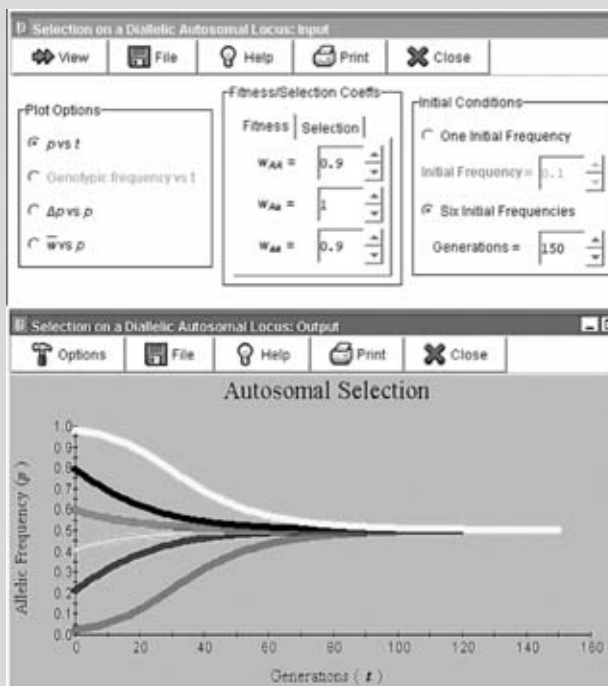 Selection on a Diallelic Autosomal Locus: Input
View File Help Print Close
Plot Options
p vs t
Genotypic frequency vs t
Δp vs p
w̅ vs p
Fitness/Selection Coeffs
Fitness Selection
wAA = 0.9
wAa = 1
waa = 0.9
Initial Conditions
One Initial Frequency
Initial Frequency = 0.1
Six Initial Frequencies
Generations = 150
Selection on a Diallelic Autosomal Locus: Output
Options File Help Print Close
Autosomal Selection
Allelic Frequency (p)
1.0
0.9
0.8
0.7
0.6
0.5
0.4
0.3
0.2
0.1
0.0
0 20 40 60 80 100 120 140 160
Generations ( t )